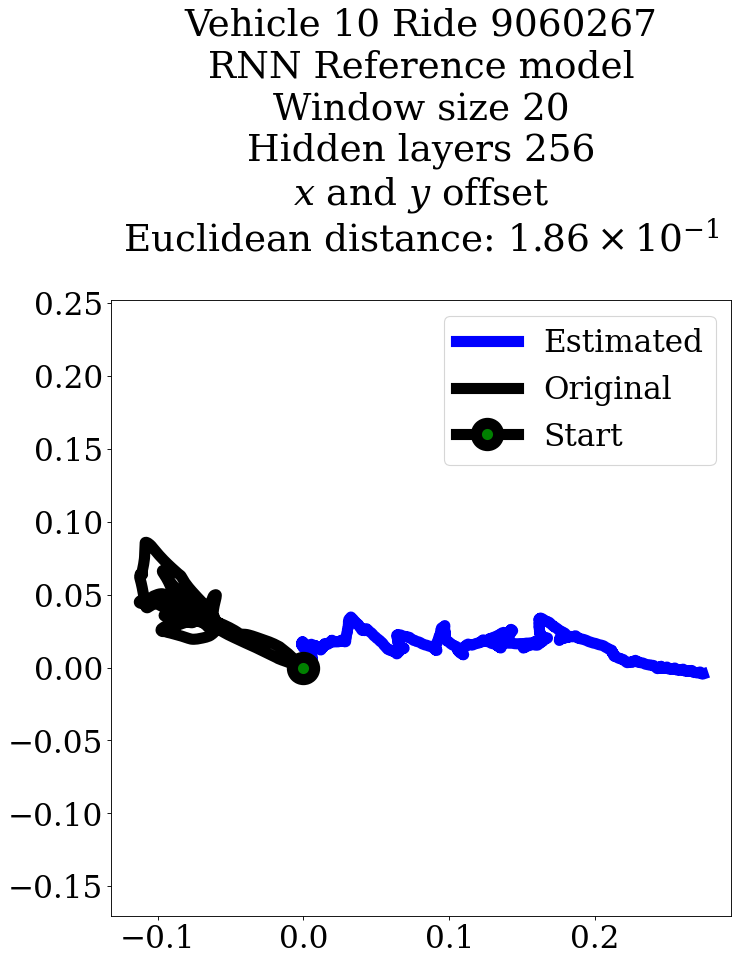 Vehicle 10 Ride 9060267
RNN Reference model
Window size 20
Hidden layers 256
x and y offset
Euclidean distance: 1.86 × 10⁻¹
0.25
Estimated
0.20
Original
Start
0.15
0.10
0.05
0.00
−0.05
−0.10
−0.15
−0.1 0.0 0.1 0.2